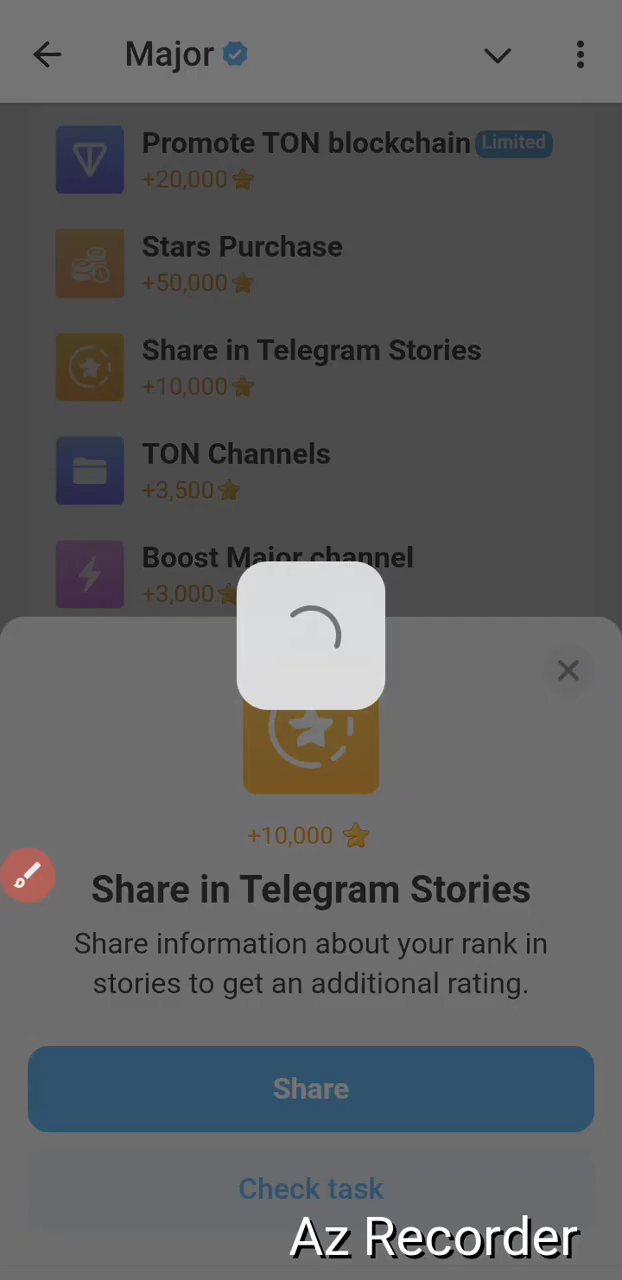 Major
Promote TON blockchain Limited
+20,000
Stars Purchase
+50,000
Share in Telegram Stories
+10,000
TON Channels
+3,500
Boost Major channel
+3,000
+10,000
Share in Telegram Stories
Share information about your rank in
stories to get an additional rating.
Share
Check task
Az Recorder